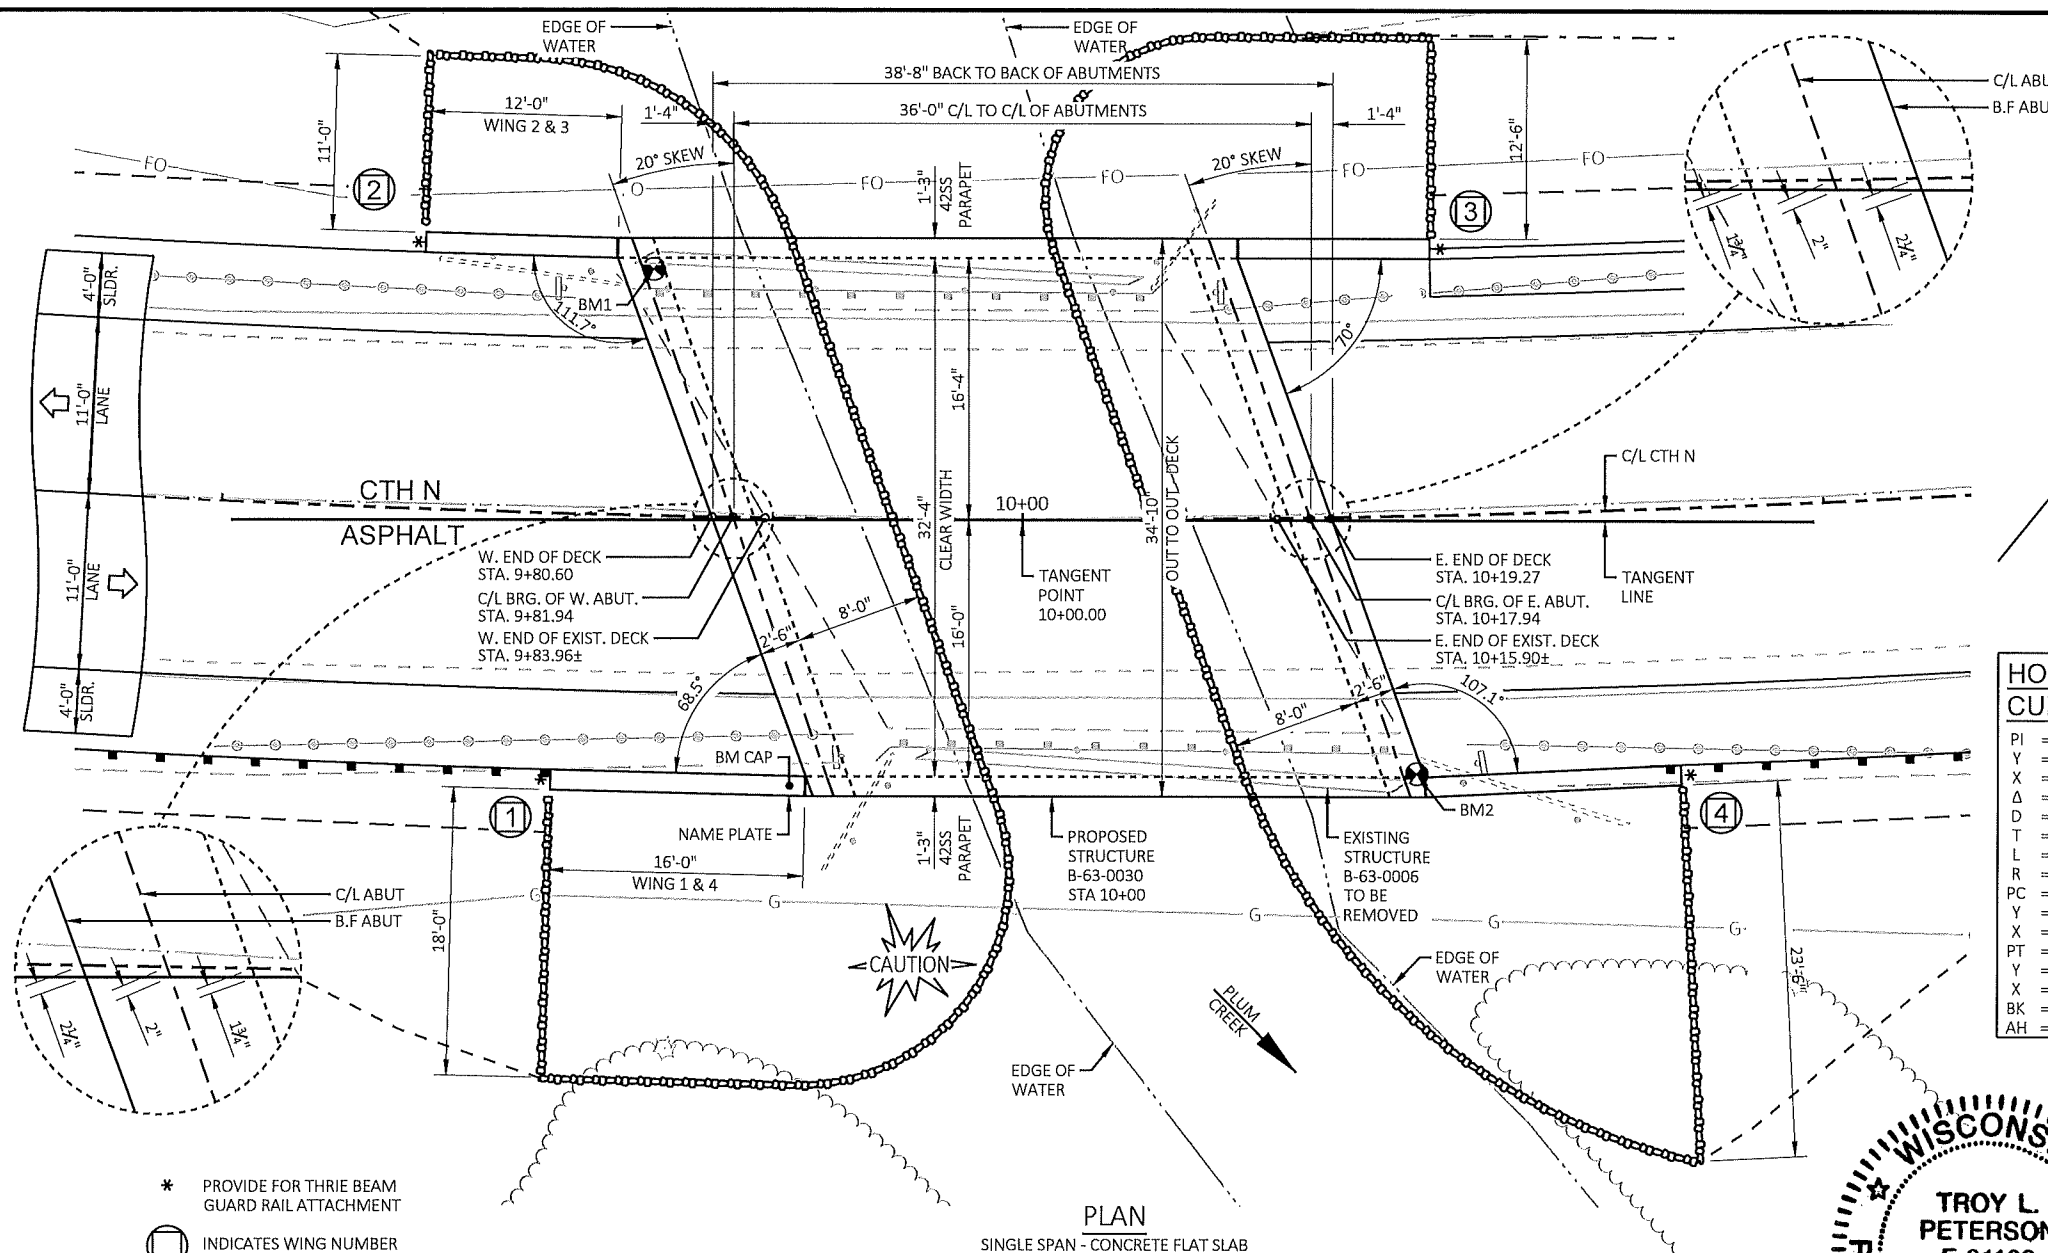 EDGE OF
WATER
EDGE OF
WATER
38'-8" BACK TO BACK OF ABUTMENTS
36'-0" C/L TO C/L OF ABUTMENTS
12'-0"
WING 2 & 3
1'-4"
1'-4"
11'-0"
12'-6"
20° SKEW
20° SKEW
C/L ABU
B.F ABU
1¾"
2"
2¼"
FO
O
FO
FO
FO
FO
2
3
*
*
1'-3"
42SS
PARAPET
4'-0"
SLDR.
11'-0"
LANE
11'-0"
LANE
4'-0"
SLDR.
BM1
111.7°
70°
16'-4"
32'-4"
CLEAR WIDTH
16'-0"
34'-10"
OUT TO OUT - DECK
CTH N
ASPHALT
10+00
C/L CTH N
W. END OF DECK
STA. 9+80.60
C/L BRG. OF W. ABUT.
STA. 9+81.94
W. END OF EXIST. DECK
STA. 9+83.96±
TANGENT
POINT
10+00.00
E. END OF DECK
STA. 10+19.27
C/L BRG. OF E. ABUT.
STA. 10+17.94
E. END OF EXIST. DECK
STA. 10+15.90±
TANGENT
LINE
8'-0"
2'-6"
68.5°
2'-6"
8'-0"
107.1°
BM CAP
NAME PLATE
*
*
1
4
BM2
16'-0"
WING 1 & 4
1'-3"
42SS
PARAPET
PROPOSED
STRUCTURE
B-63-0030
STA 10+00
EXISTING
STRUCTURE
B-63-0006
TO BE
REMOVED
C/L ABUT
B.F ABUT
2¼"
2"
1¾"
18'-0"
23'-6"
G
G
G
G
G
CAUTION
EDGE OF
WATER
PLUM
CREEK
EDGE OF
WATER
HO
CU
PI =
Y =
X =
Δ =
D =
T =
L =
R =
PC =
Y =
X =
PT =
Y =
X =
BK =
AH =
* PROVIDE FOR THRIE BEAM
GUARD RAIL ATTACHMENT
INDICATES WING NUMBER
PLAN
SINGLE SPAN - CONCRETE FLAT SLAB
WISCONS
TROY L.
PETERSON